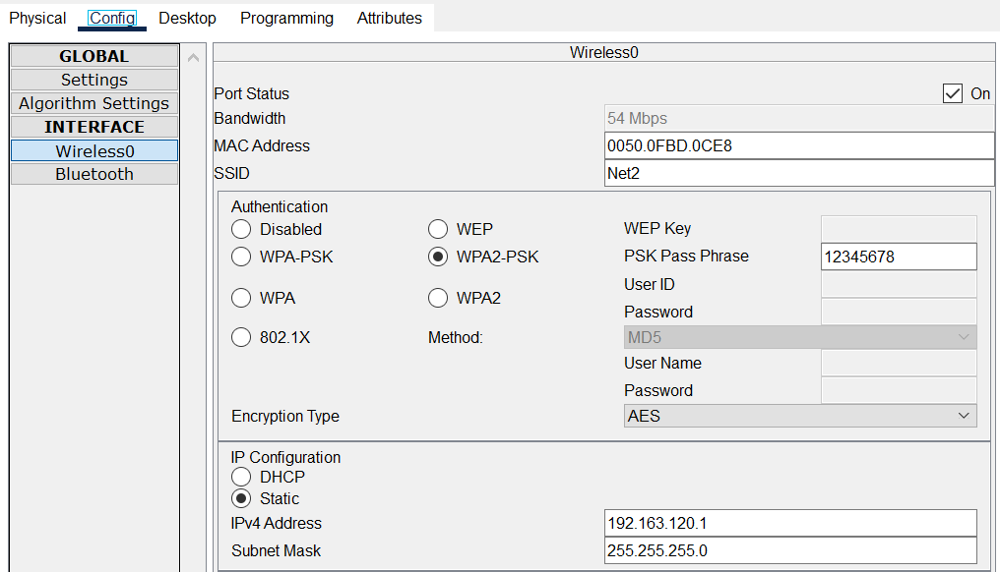 Physical Config Desktop Programming Attributes
GLOBAL
Settings
Algorithm Settings
INTERFACE
Wireless0
Bluetooth
Wireless0
Port Status On
Bandwidth 54 Mbps
MAC Address 0050.0FBD.0CE8
SSID Net2
Authentication
Disabled WEP WEP Key
WPA-PSK WPA2-PSK PSK Pass Phrase 12345678
User ID
WPA WPA2 Password
802.1X Method: MD5
User Name
Password
Encryption Type AES
IP Configuration
DHCP
Static
IPv4 Address 192.163.120.1
Subnet Mask 255.255.255.0